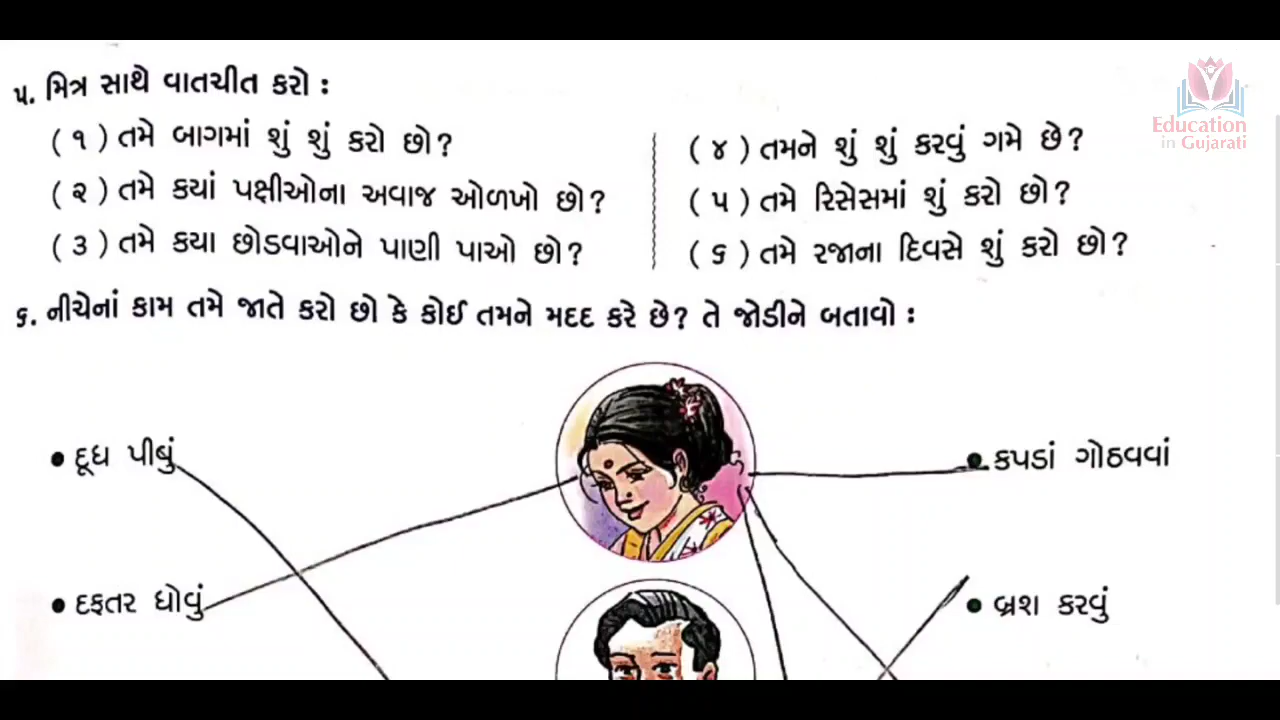 ૫. મિત્ર સાથે વાતચીત કરો :
(૧) તમે બાગમાં શું શું કરો છો?
(૨) તમે કયાં પક્ષીઓના અવાજ ઓળખો છો?
(૩) તમે કયા છોડવાઓને પાણી પાઓ છો?
(૪) તમને શું શું કરવું ગમે છે?
(૫) તમે રિસેસમાં શું કરો છો?
(૬) તમે રજાના દિવસે શું કરો છો?
Education
in Gujarati
૬. નીચેનાં કામ તમે જાતે કરો છો કે કોઈ તમને મદદ કરે છે? તે જોડીને બતાવો :
• દૂધ પીવું
• કપડાં ગોઠવવાં
• દફતર ધોવું
• બ્રશ કરવું